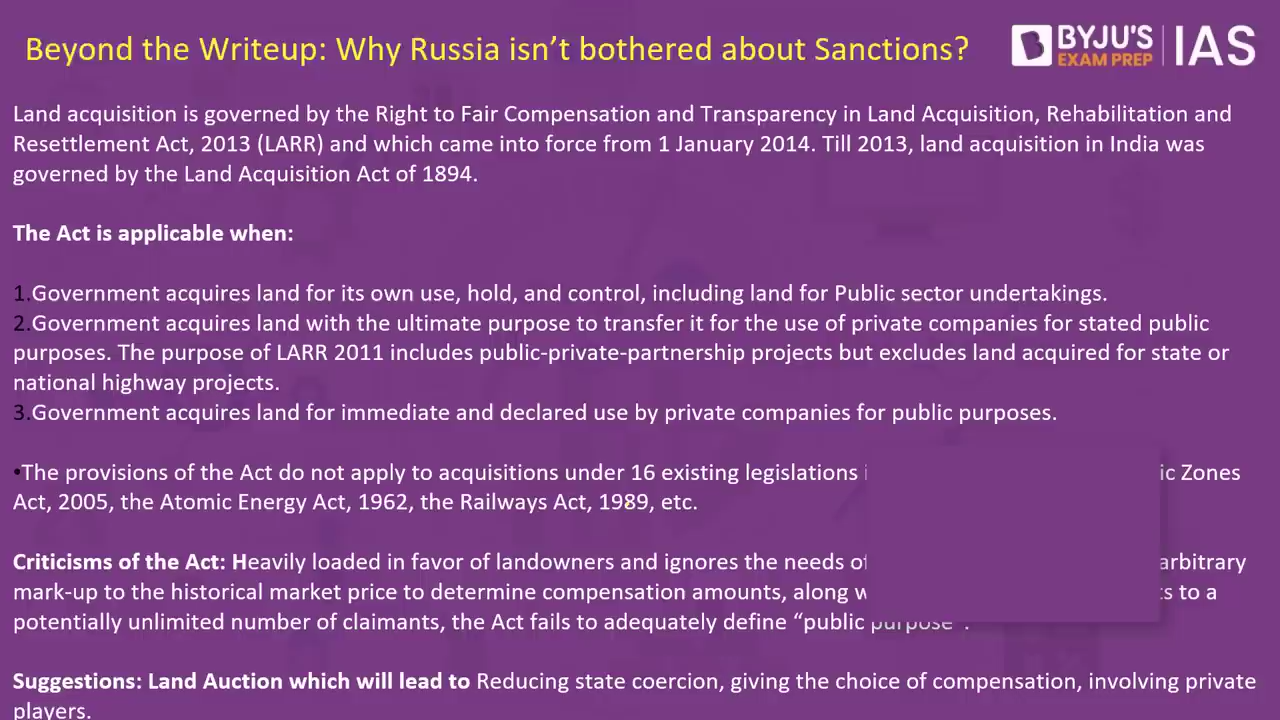 Beyond the Writeup: Why Russia isn't bothered about Sanctions?
BYJU'S
EXAM PREP
IAS
Land acquisition is governed by the Right to Fair Compensation and Transparency in Land Acquisition, Rehabilitation and
Resettlement Act, 2013 (LARR) and which came into force from 1 January 2014. Till 2013, land acquisition in India was
governed by the Land Acquisition Act of 1894.
The Act is applicable when:
1.Government acquires land for its own use, hold, and control, including land for Public sector undertakings.
2.Government acquires land with the ultimate purpose to transfer it for the use of private companies for stated public
purposes. The purpose of LARR 2011 includes public-private-partnership projects but excludes land acquired for state or
national highway projects.
3.Government acquires land for immediate and declared use by private companies for public purposes.
•The provisions of the Act do not apply to acquisitions under 16 existing legislations Zones
Act, 2005, the Atomic Energy Act, 1962, the Railways Act, 1989, etc.
Criticisms of the Act: Heavily loaded in favor of landowners and ignores the needs of arbitrary
mark-up to the historical market price to determine compensation amounts, along to a
potentially unlimited number of claimants, the Act fails to adequately define “public purpose”.
Suggestions: Land Auction which will lead to Reducing state coercion, giving the choice of compensation, involving private
players.